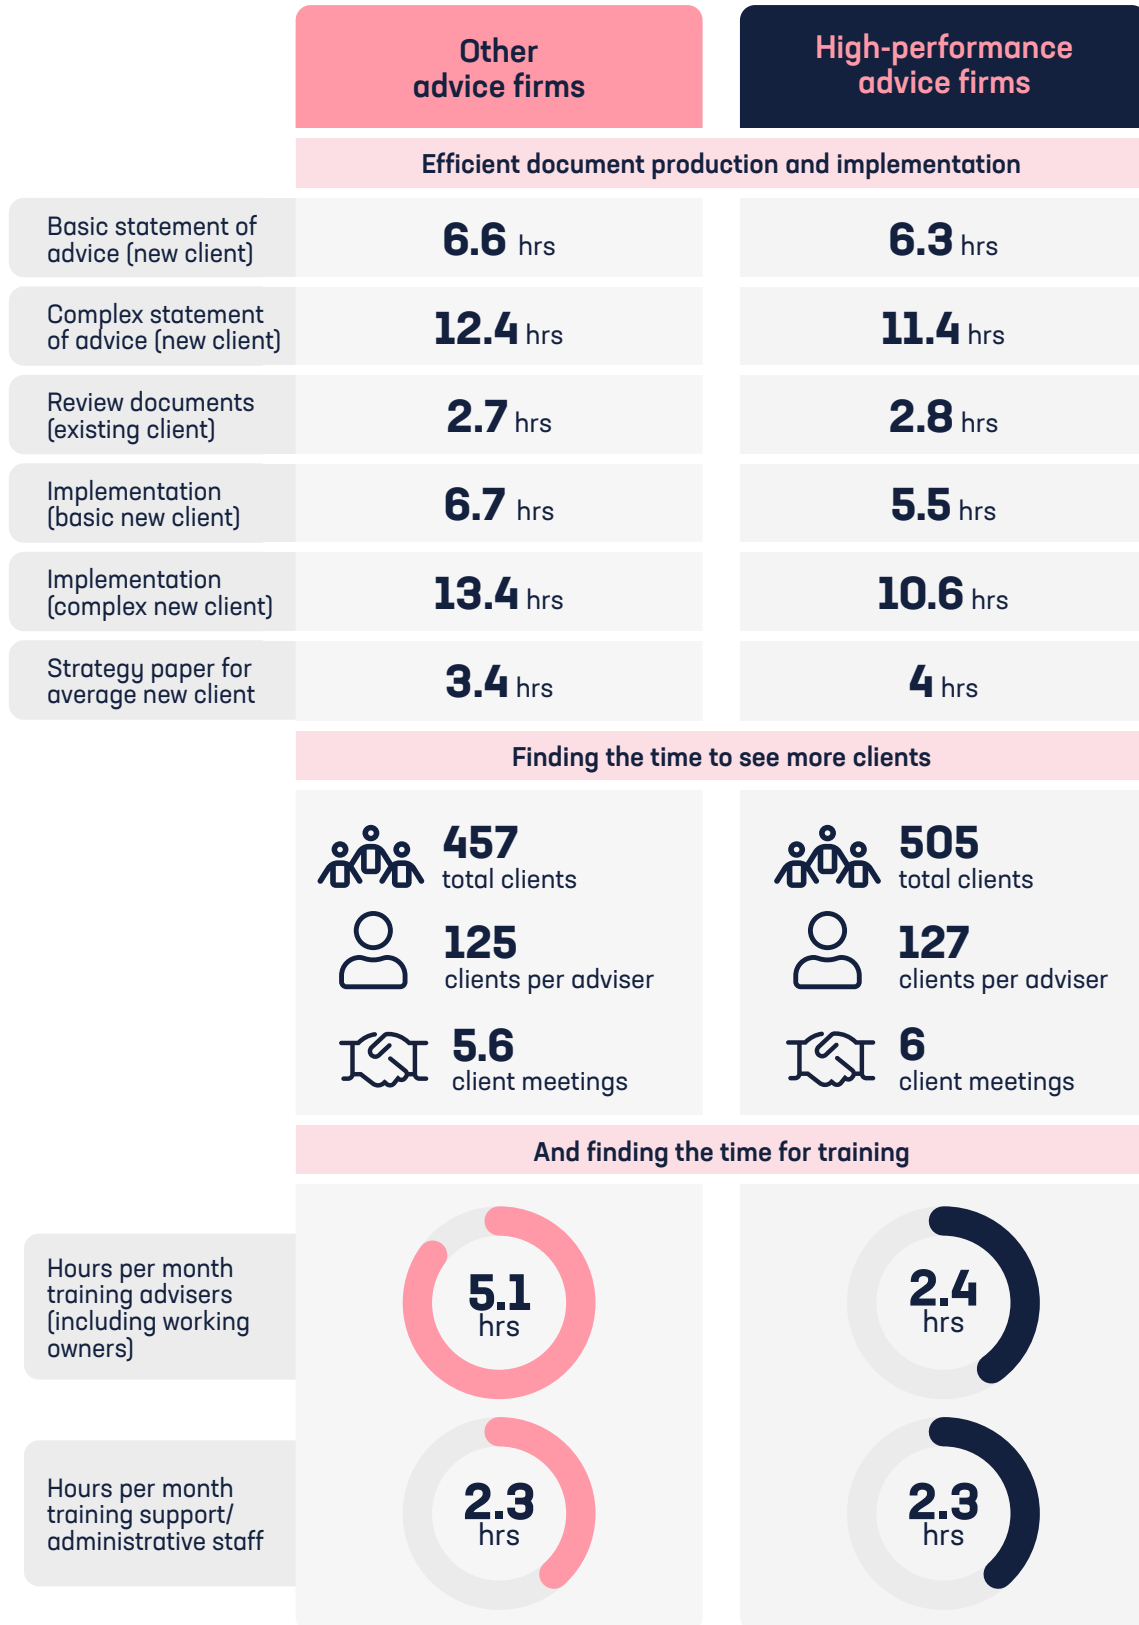 Other
advice firms
High-performance
advice firms
Efficient document production and implementation
Basic statement of
advice (new client)
6.6 hrs
6.3 hrs
Complex statement
of advice (new client)
12.4 hrs
11.4 hrs
Review documents
(existing client)
2.7 hrs
2.8 hrs
Implementation
(basic new client)
6.7 hrs
5.5 hrs
Implementation
(complex new client)
13.4 hrs
10.6 hrs
Strategy paper for
average new client
3.4 hrs
4 hrs
Finding the time to see more clients
457
total clients
125
clients per adviser
5.6
client meetings
505
total clients
127
clients per adviser
6
client meetings
And finding the time for training
Hours per month
training advisers
(including working
owners)
5.1
hrs
2.4
hrs
Hours per month
training support/
administrative staff
2.3
hrs
2.3
hrs